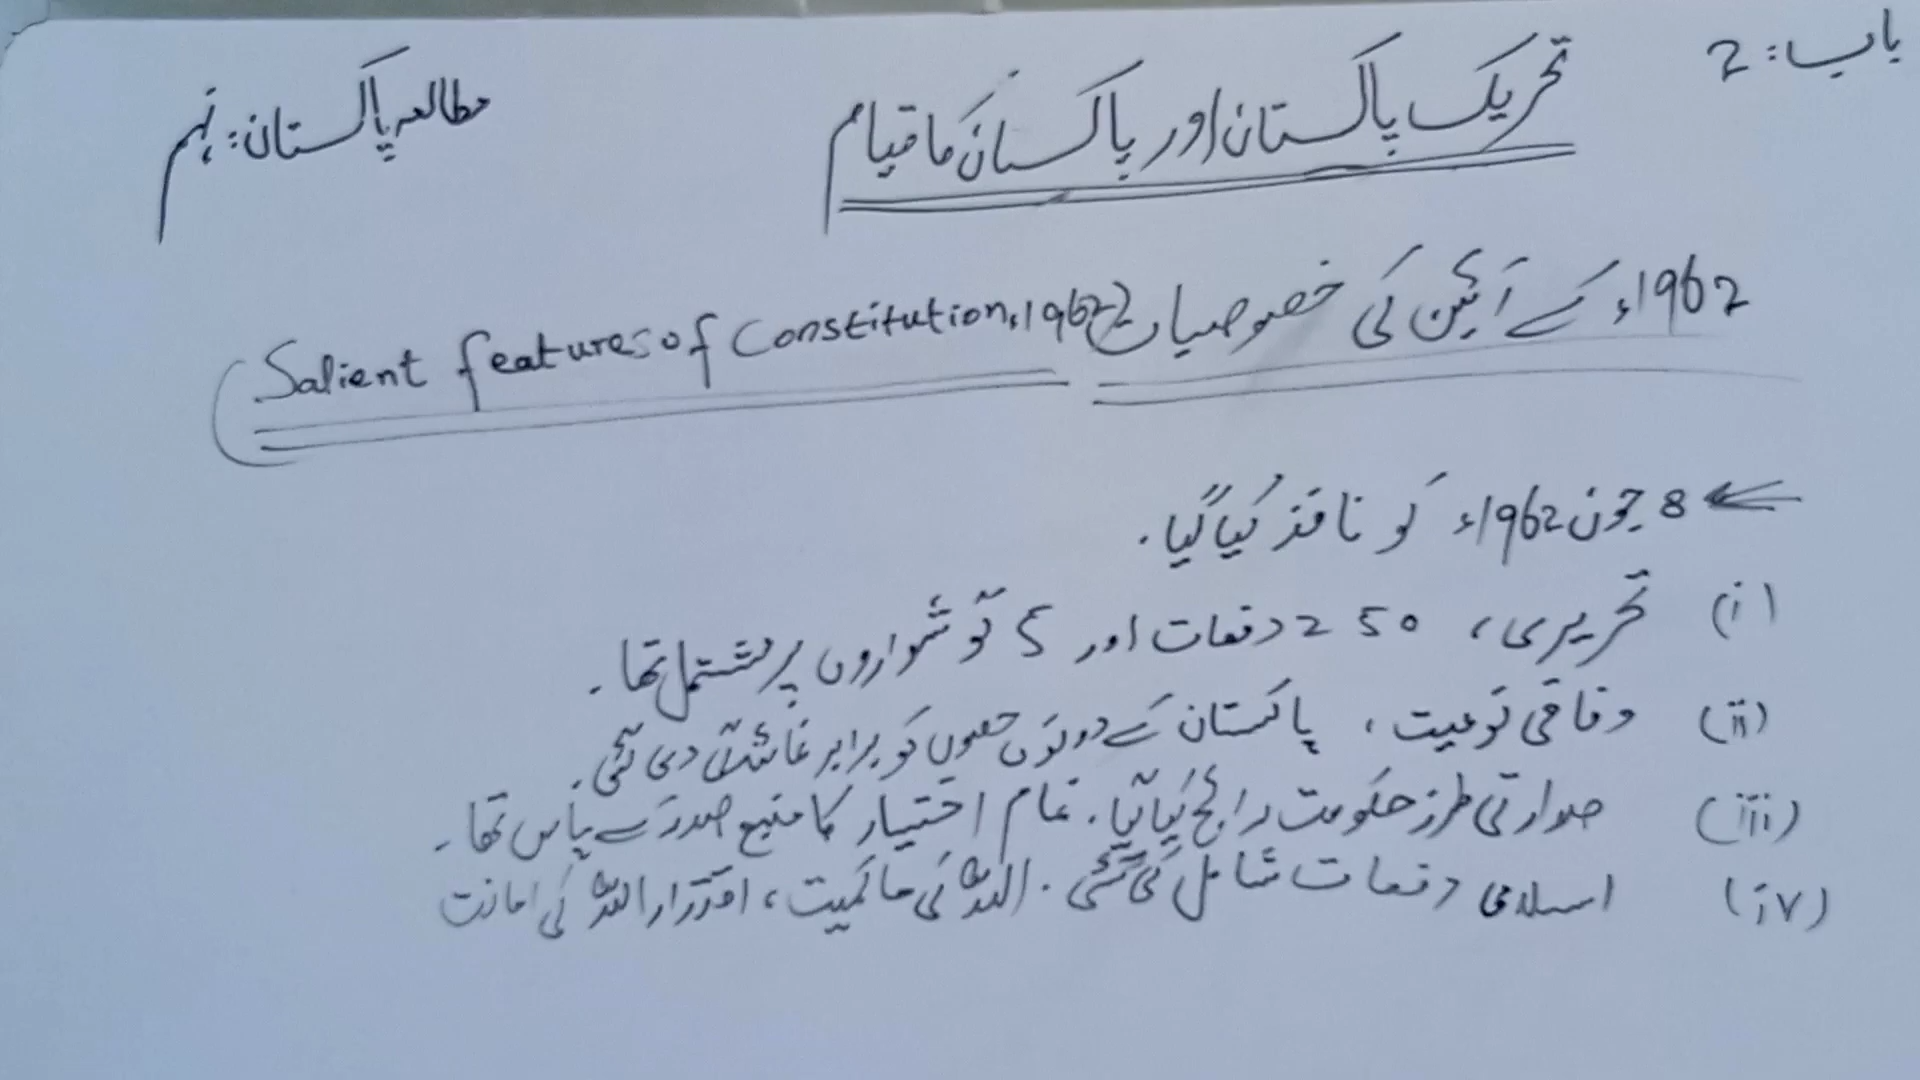 باب: 2
تحریک پاکستان اور پاکستان کا قیام
مطالعہ پاکستان: نہم
1962ء کے آئین کی خصوصیات (Salient features of Constitution, 1962)
8 جون 1962ء کو نافذ کیا گیا۔
(i) تحریری، 250 دفعات اور 5 گوشواروں پر مشتمل تھا۔
(ii) وفاقی نوعیت، پاکستان کے دونوں حصوں کو برابر نمائندگی دی گئی۔
(iii) صدارتی طرز حکومت رائج کیا گیا۔ تمام اختیار کا منبع صدر کے پاس تھا۔
(iv) اسلامی دفعات شامل کی گئی۔ اللہ کی حاکمیت، اقتدار اللہ کی امانت